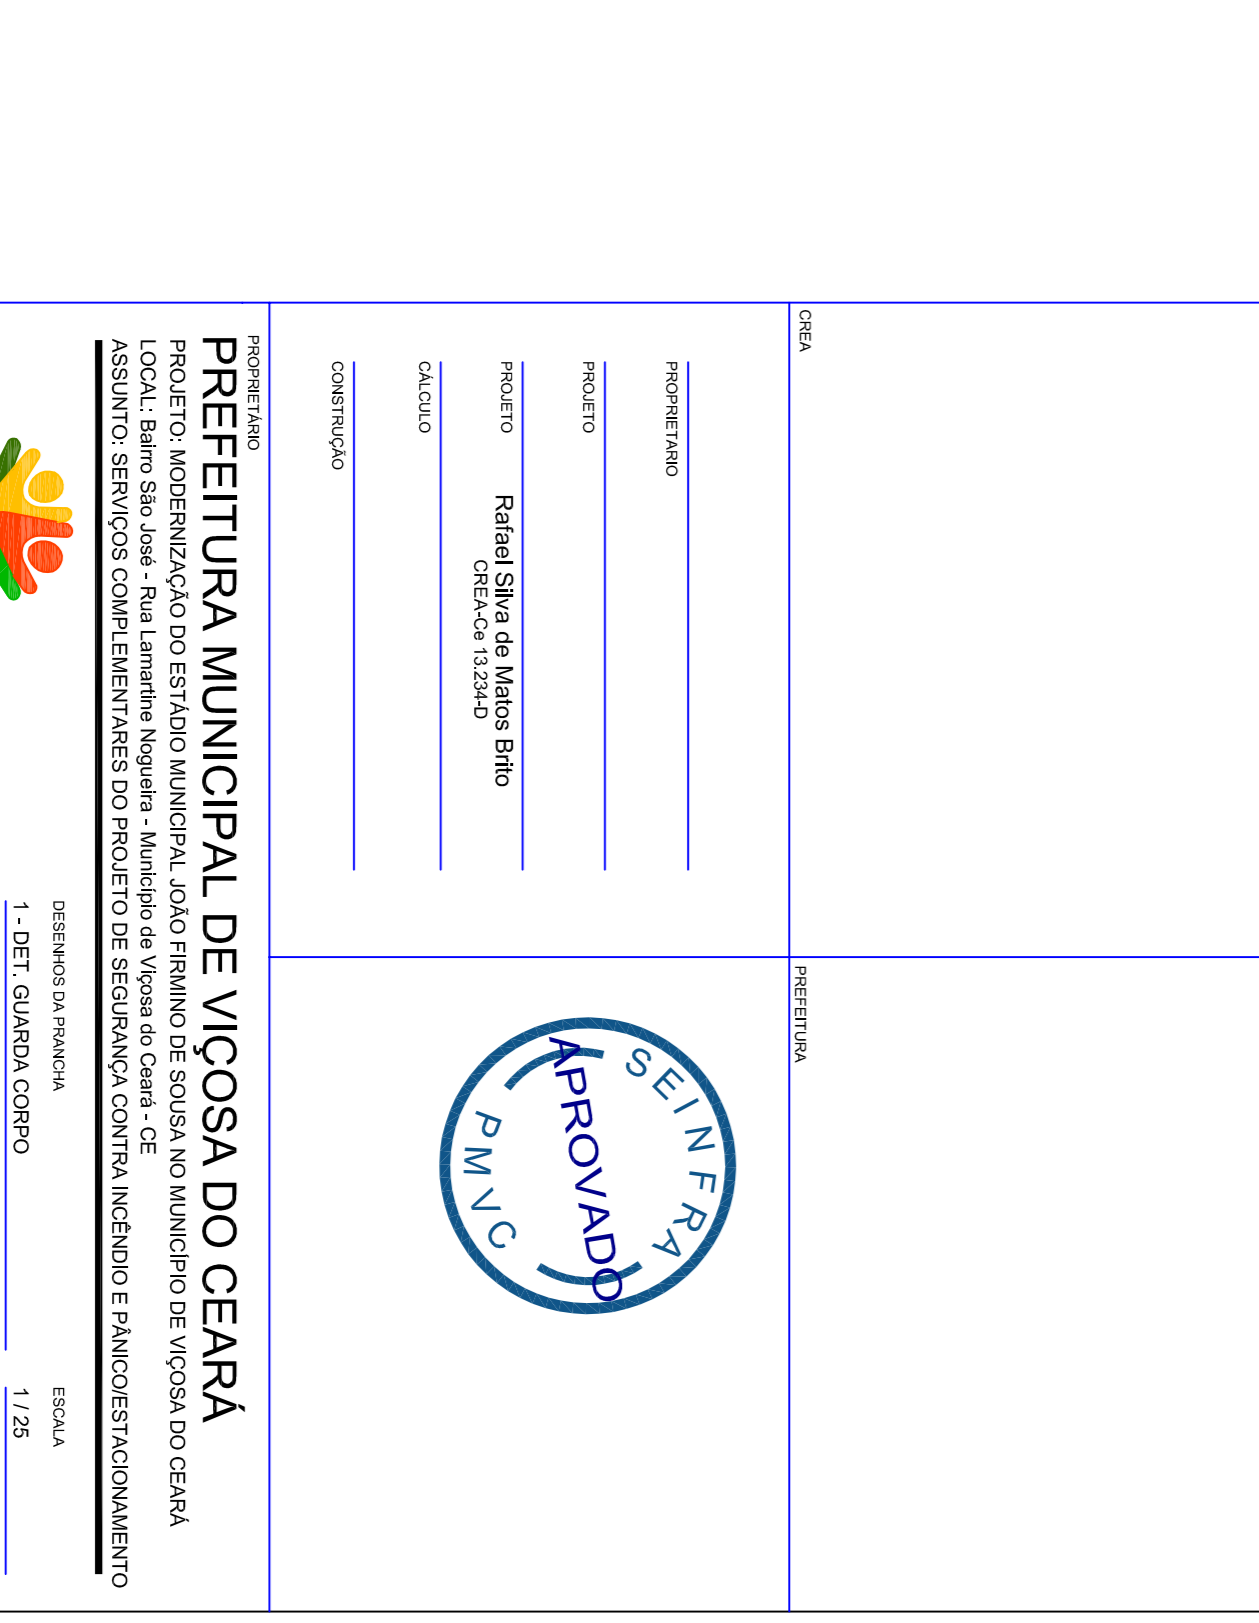 CREA
PREFEITURA
PROPRIETARIO
PROJETO
PROJETO
Rafael Silva de Matos Brito
CREA-Ce 13.234-D
CÁLCULO
CONSTRUÇÃO
SEINFRA
APROVADO
PMVC
PROPRIETÁRIO
PREFEITURA MUNICIPAL DE VIÇOSA DO CEARÁ
PROJETO: MODERNIZAÇÃO DO ESTÁDIO MUNICIPAL JOÃO FIRMINO DE SOUSA NO MUNICÍPIO DE VIÇOSA DO CEARÁ
LOCAL: Bairro São José - Rua Lamartine Nogueira - Município de Viçosa do Ceará - CE
ASSUNTO: SERVIÇOS COMPLEMENTARES DO PROJETO DE SEGURANÇA CONTRA INCÊNDIO E PÂNICO/ESTACIONAMENTO
DESENHOS DA PRANCHA
ESCALA
1 - DET. GUARDA CORPO
1 / 25